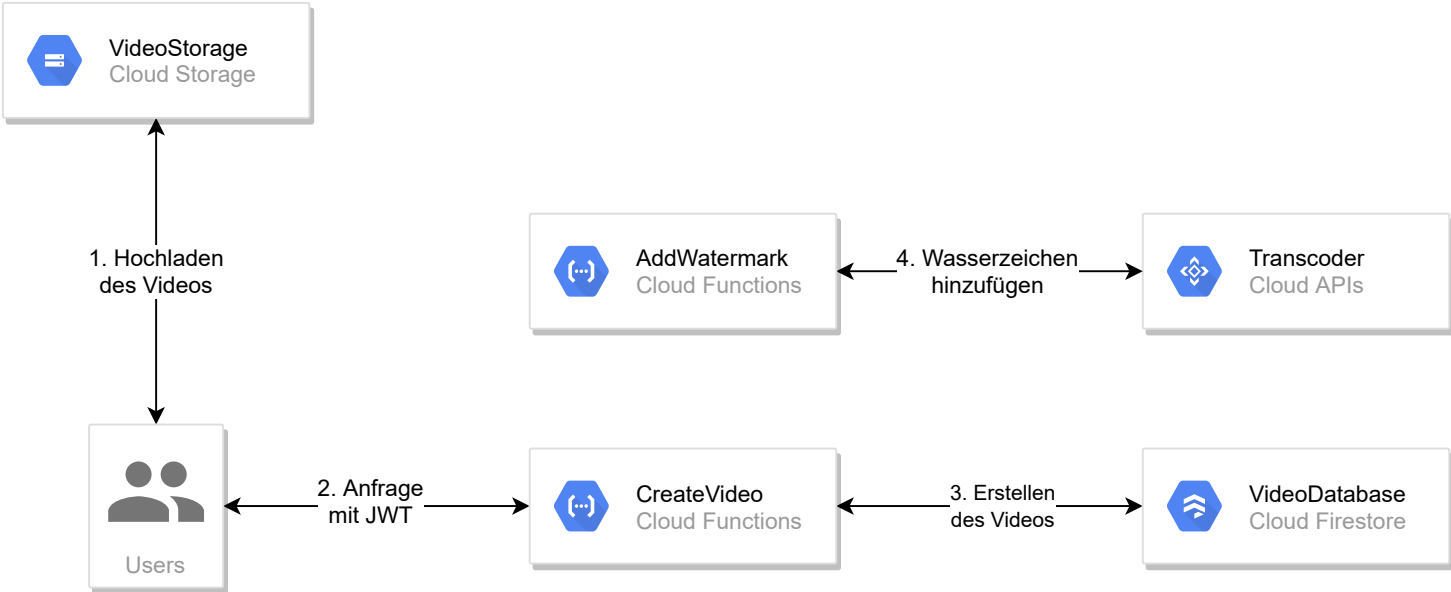 VideoStorage
Cloud Storage
1. Hochladen
des Videos
AddWatermark
Cloud Functions
4. Wasserzeichen
hinzufügen
Transcoder
Cloud APIs
Users
2. Anfrage
mit JWT
CreateVideo
Cloud Functions
3. Erstellen
des Videos
VideoDatabase
Cloud Firestore